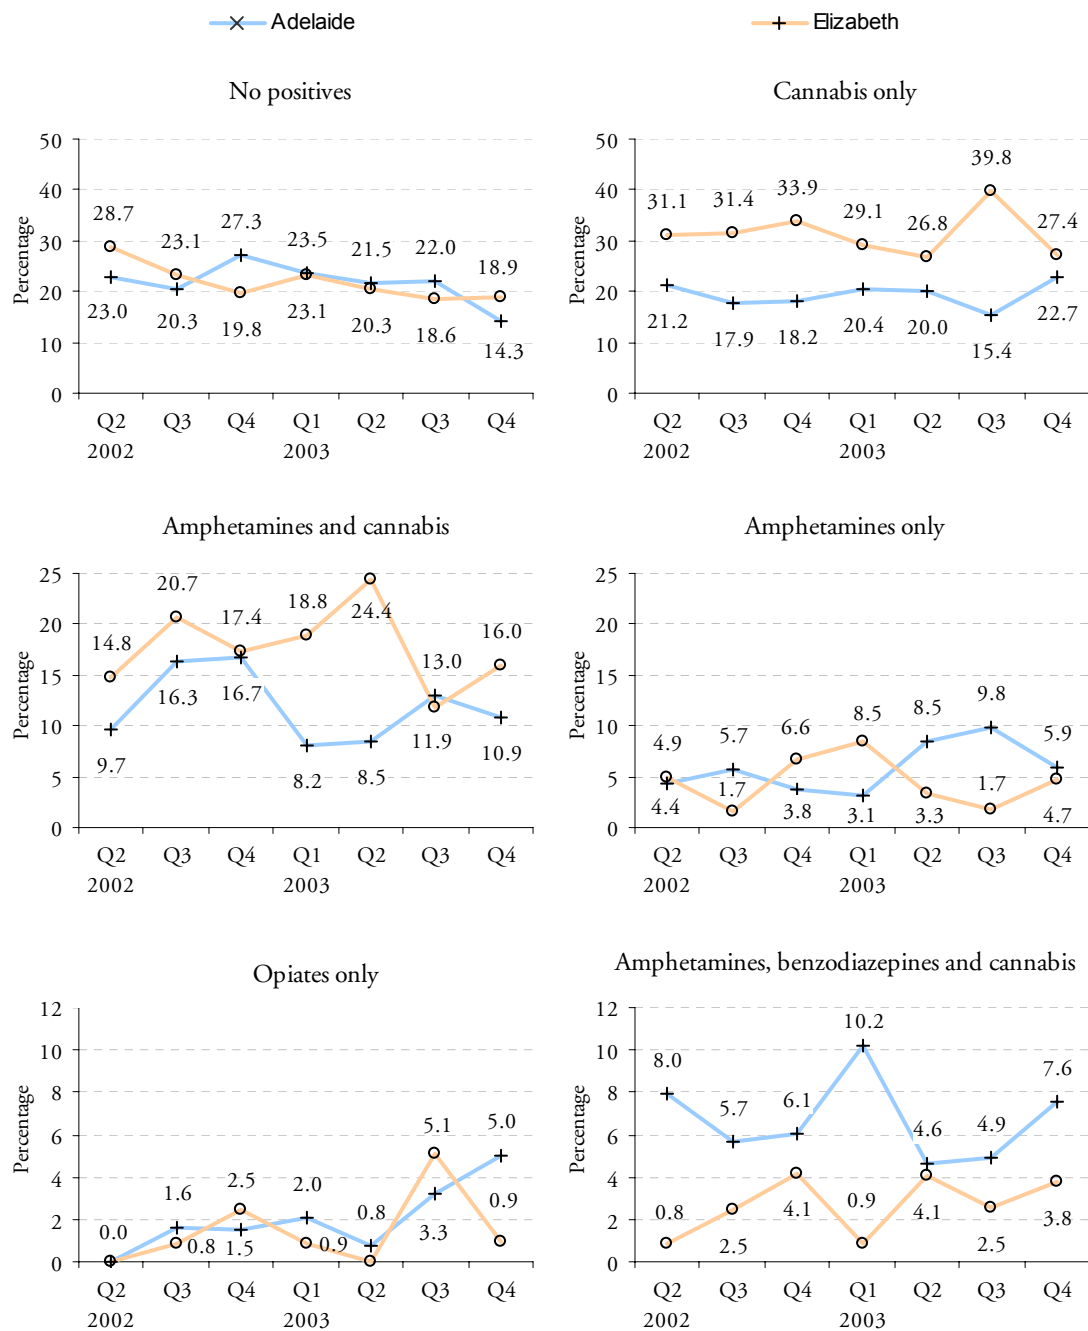 Adelaide Elizabeth
No positives
Percentage
50
40
30
20
10
0
28.7 23.1 27.3 23.5 21.5 22.0 18.9
23.0 20.3 19.8 23.1 20.3 18.6 14.3
Q2 Q3 Q4 Q1 Q2 Q3 Q4
2002 2003
Cannabis only
Percentage
50
40
30
20
10
0
31.1 31.4 33.9 29.1 26.8 39.8 27.4
21.2 17.9 18.2 20.4 20.0 15.4 22.7
Q2 Q3 Q4 Q1 Q2 Q3 Q4
2002 2003
Amphetamines and cannabis
Percentage
25
20
15
10
5
0
14.8 20.7 17.4 18.8 24.4 13.0 16.0
9.7 16.3 16.7 8.2 8.5 11.9 10.9
Q2 Q3 Q4 Q1 Q2 Q3 Q4
2002 2003
Amphetamines only
Percentage
25
20
15
10
5
0
4.9 5.7 6.6 8.5 8.5 9.8 5.9
4.4 1.7 3.8 3.1 3.3 1.7 4.7
Q2 Q3 Q4 Q1 Q2 Q3 Q4
2002 2003
Opiates only
Percentage
12
10
8
6
4
2
0
0.0 1.6 2.5 2.0 0.8 5.1 5.0
0.8 1.5 0.9 3.3 0.9
Q2 Q3 Q4 Q1 Q2 Q3 Q4
2002 2003
Amphetamines, benzodiazepines and cannabis
Percentage
12
10
8
6
4
2
0
8.0 5.7 6.1 10.2 4.6 4.9 7.6
0.8 2.5 4.1 0.9 4.1 2.5 3.8
Q2 Q3 Q4 Q1 Q2 Q3 Q4
2002 2003